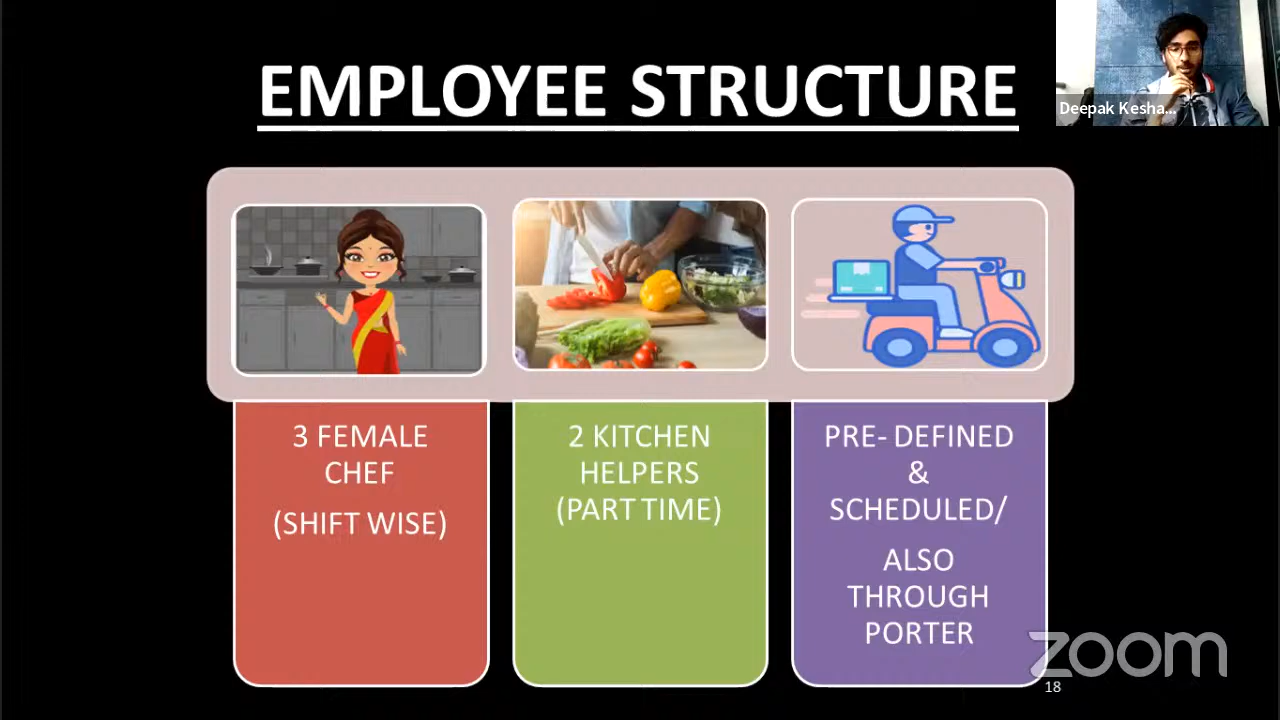 EMPLOYEE STRUCTURE
Deepak Kesha...
3 FEMALE
CHEF
(SHIFT WISE)
2 KITCHEN
HELPERS
(PART TIME)
PRE- DEFINED
&
SCHEDULED/
ALSO
THROUGH
PORTER
zoom
18